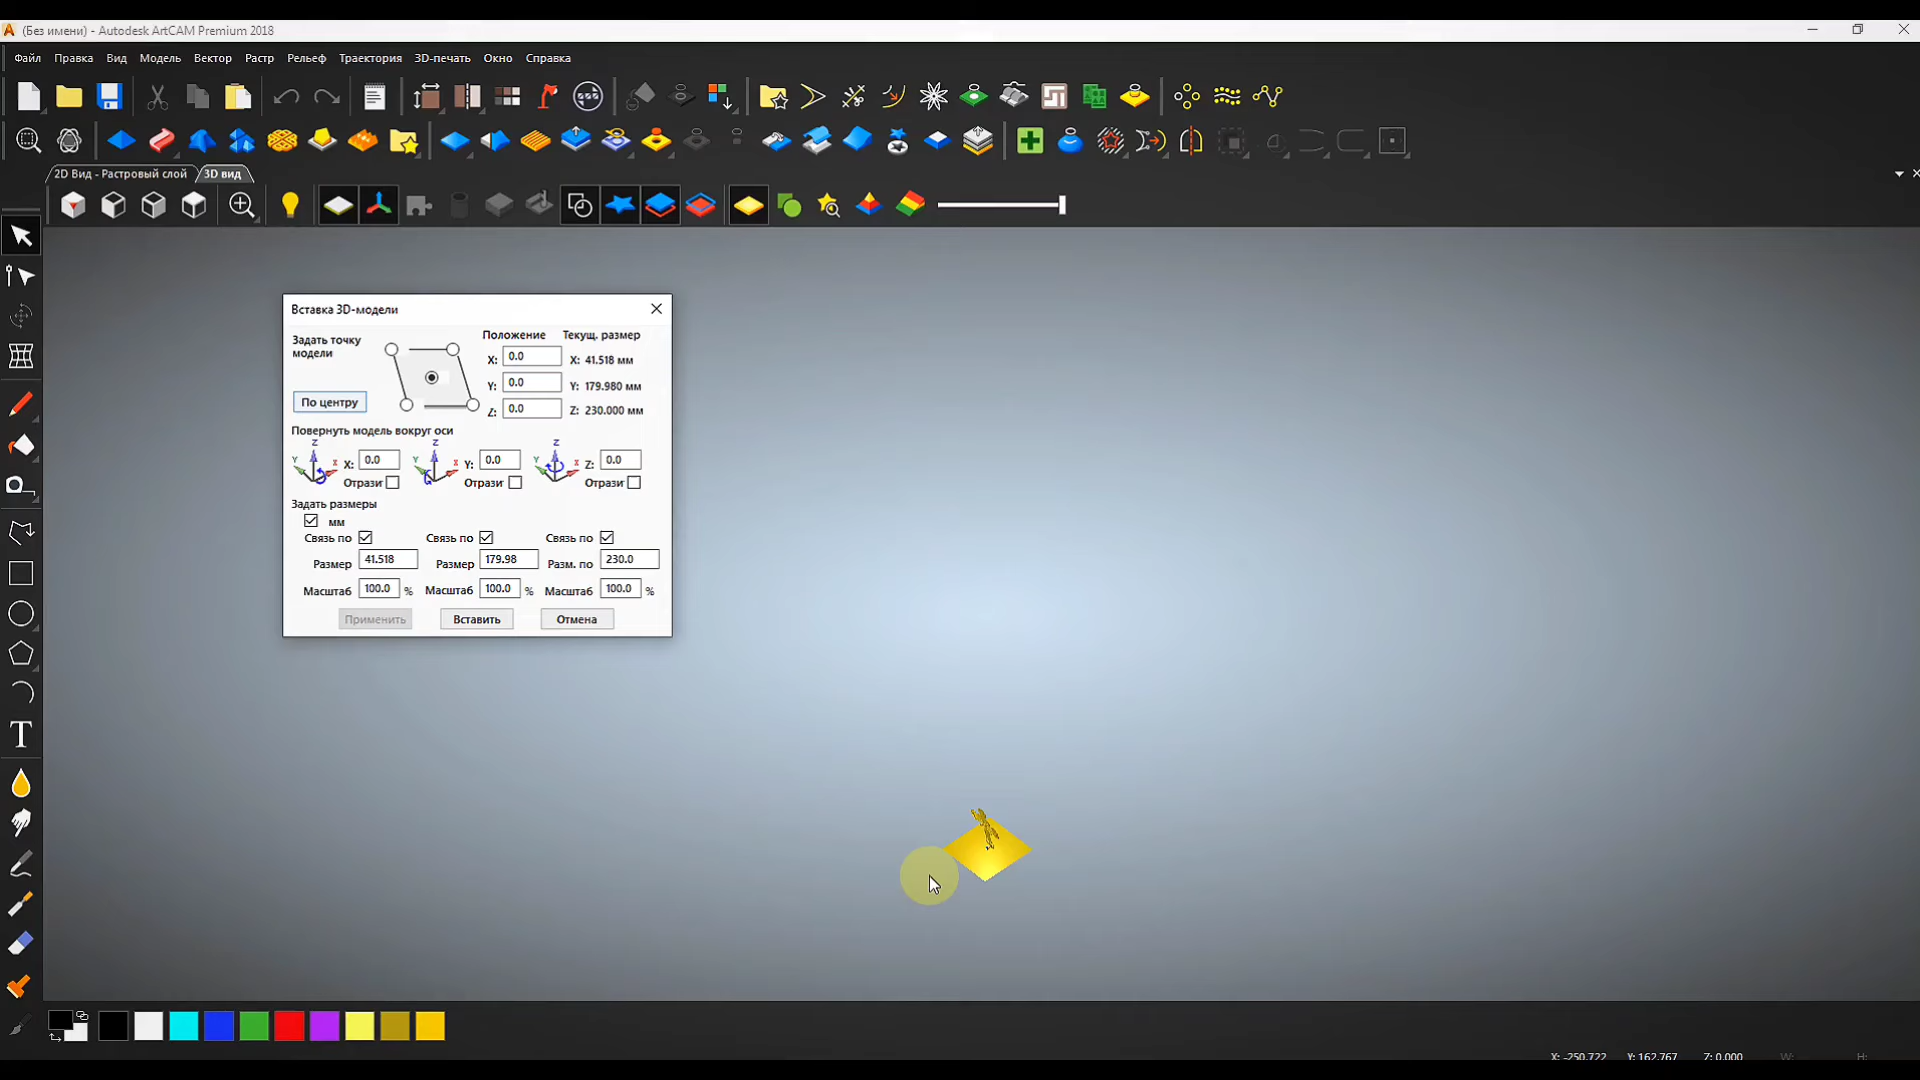 (Без имени) - Autodesk ArtCAM Premium 2018
Файл Правка Вид Модель Вектор Растр Рельеф Траектория 3D-печать Окно Справка
2D Вид - Растровый слой 3D вид
Вставка 3D-модели
Задать точку модели Положение Текущ. размер
X: 0.0 X: 41.518 мм
Y: 0.0 Y: 179.980 мм
По центру Z: 0.0 Z: 230.000 мм
Повернуть модель вокруг оси
Z Z Z
Y X X: 0.0 Y X Y: 0.0 Y X Z: 0.0
Отрази Отрази Отрази
Задать размеры
мм
Связь по Связь по Связь по
Размер 41.518 Размер 179.98 Разм. по 230.0
Масштаб 100.0 % Масштаб 100.0 % Масштаб 100.0 %
Применить Вставить Отмена
T
X: -250.722 Y: 162.767 Z: 0.000 W: H: